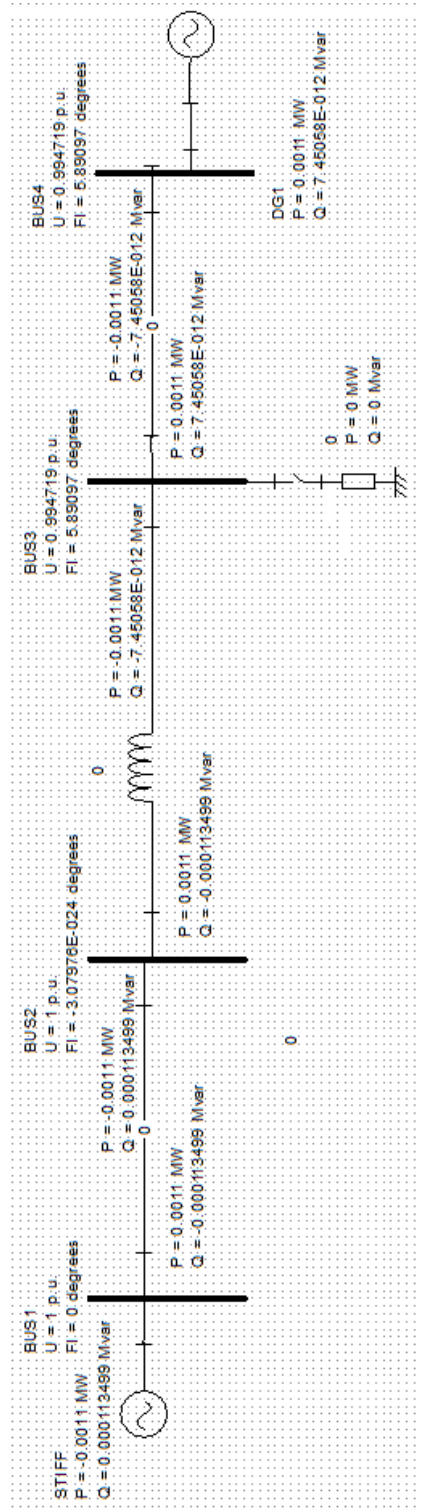 STIFF
P = -0.0011 MW
Q = 0.000113499 Mvar
BUS1
U = 1 p.u.
FI = 0 degrees
P = 0.0011 MW
Q = -0.000113499 Mvar
0
P = -0.0011 MW
Q = 0.000113499 Mvar
BUS2
U = 1 p.u.
FI = -3.07976E-024 degrees
0
P = 0.0011 MW
Q = -0.000113499 Mvar
0
P = -0.0011 MW
Q = -7.45058E-012 Mvar
BUS3
U = 0.994719 p.u.
FI = 5.89097 degrees
0
P = 0 MW
Q = 0 Mvar
P = 0.0011 MW
Q = 7.45058E-012 Mvar
0
P = -0.0011 MW
Q = -7.45058E-012 Mvar
BUS4
U = 0.994719 p.u.
FI = 5.89097 degrees
DG1
P = 0.0011 MW
Q = 7.45058E-012 Mvar